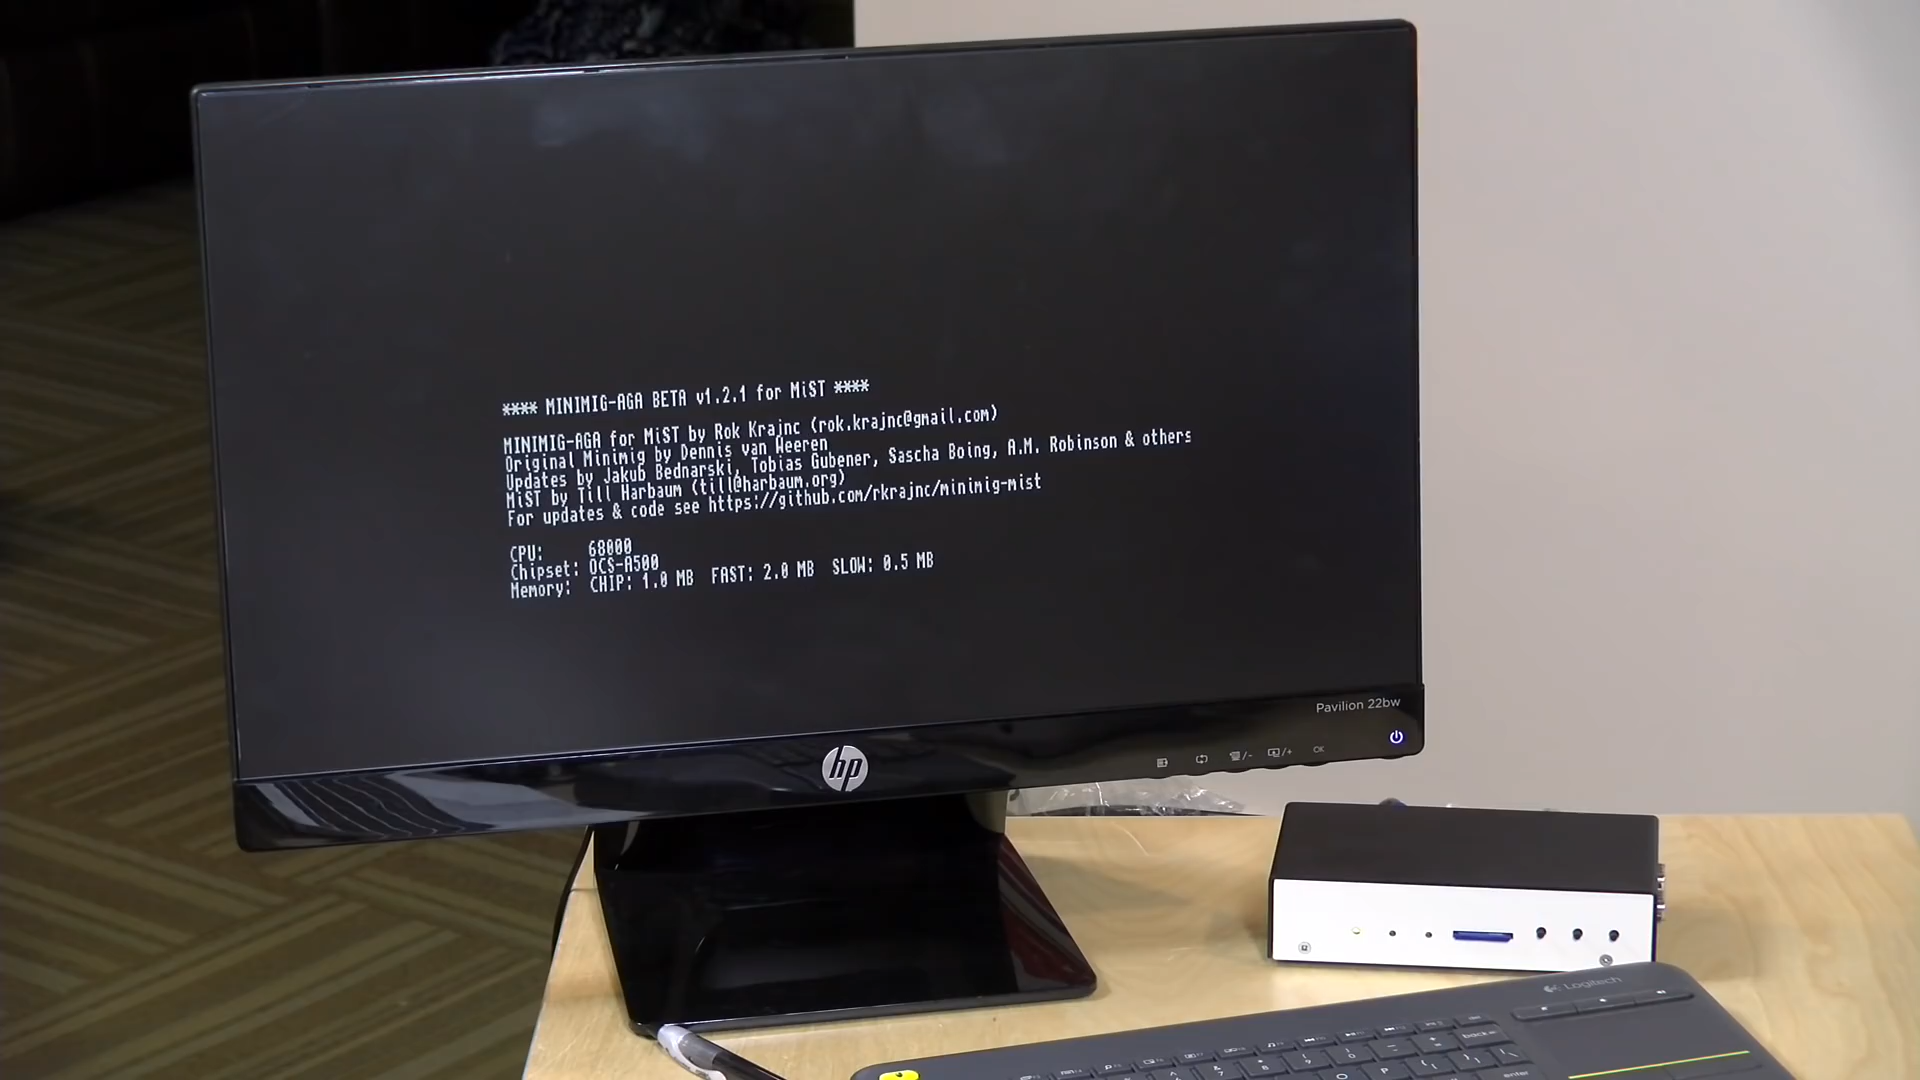 **** MINIMIG-AGA BETA v1.2.1 for MiST ****
MINIMIG-AGA for MiST by Rok Krajnc (rok.krajnc@gmail.com)
Original Minimig by Dennis van Weeren
Updates by Jakub Bednarski, Tobias Gubener, Sascha Boing, A.M. Robinson & others
MiST by Till Harbaum (till@harbaum.org)
For updates & code see https://github.com/rkrajnc/minimig-mist
CPU: 68000
Chipset: OCS-A500
Memory: CHIP: 1.0 MB FAST: 2.0 MB SLOW: 0.5 MB
Pavilion 22bw
OK
hp
Logitech